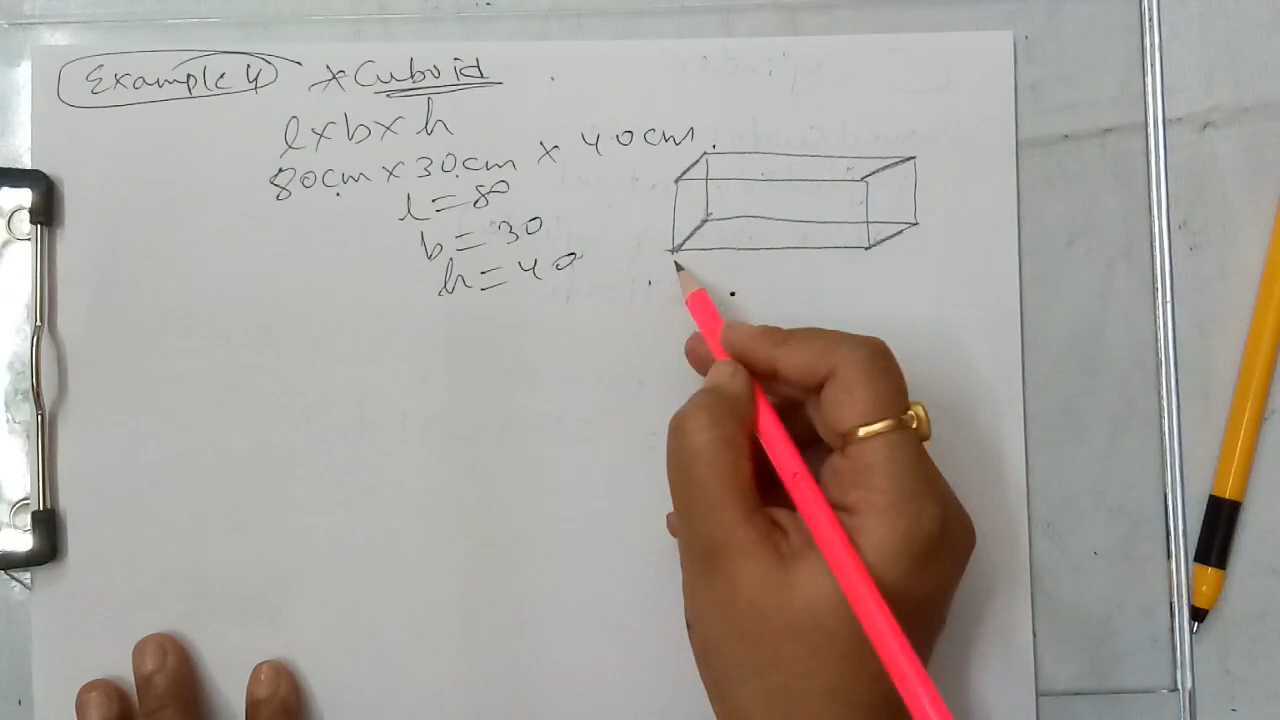 Example 4 * Cuboid
l x b x h
80cm x 30cm x 40cm.
l = 80
b = 30
h = 40